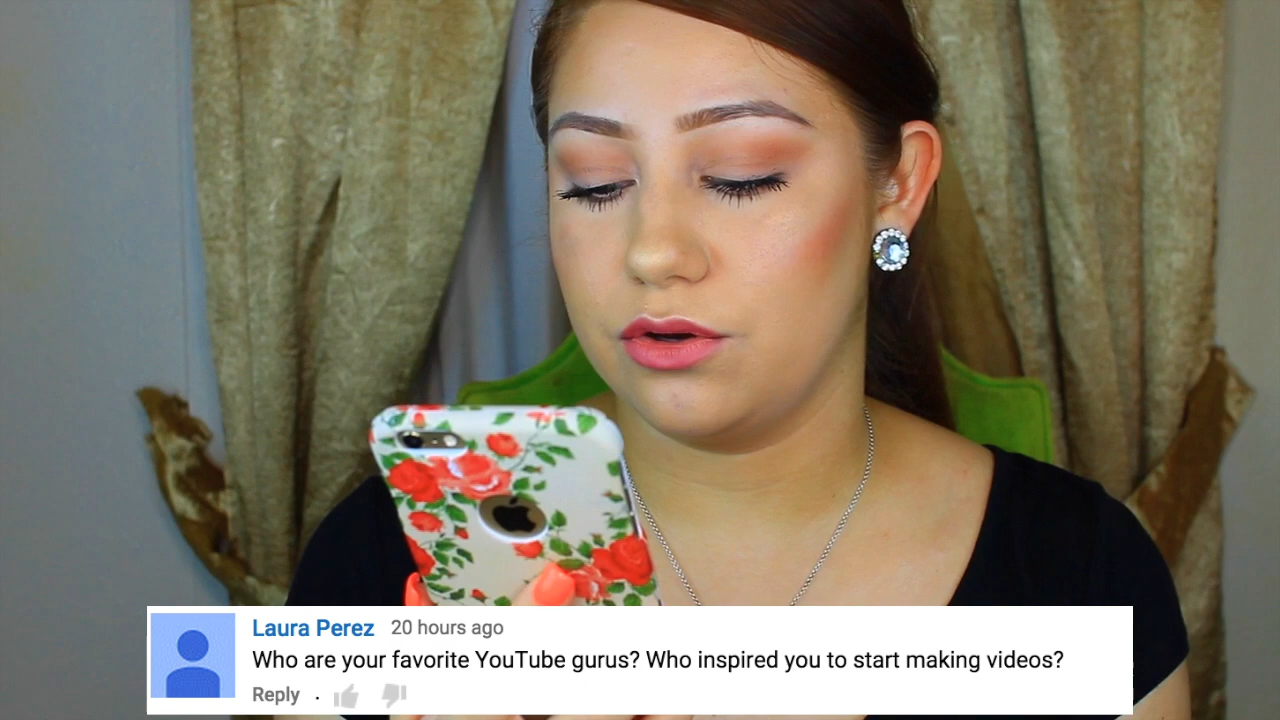 Laura Perez 20 hours ago
Who are your favorite YouTube gurus? Who inspired you to start making videos?
Reply .